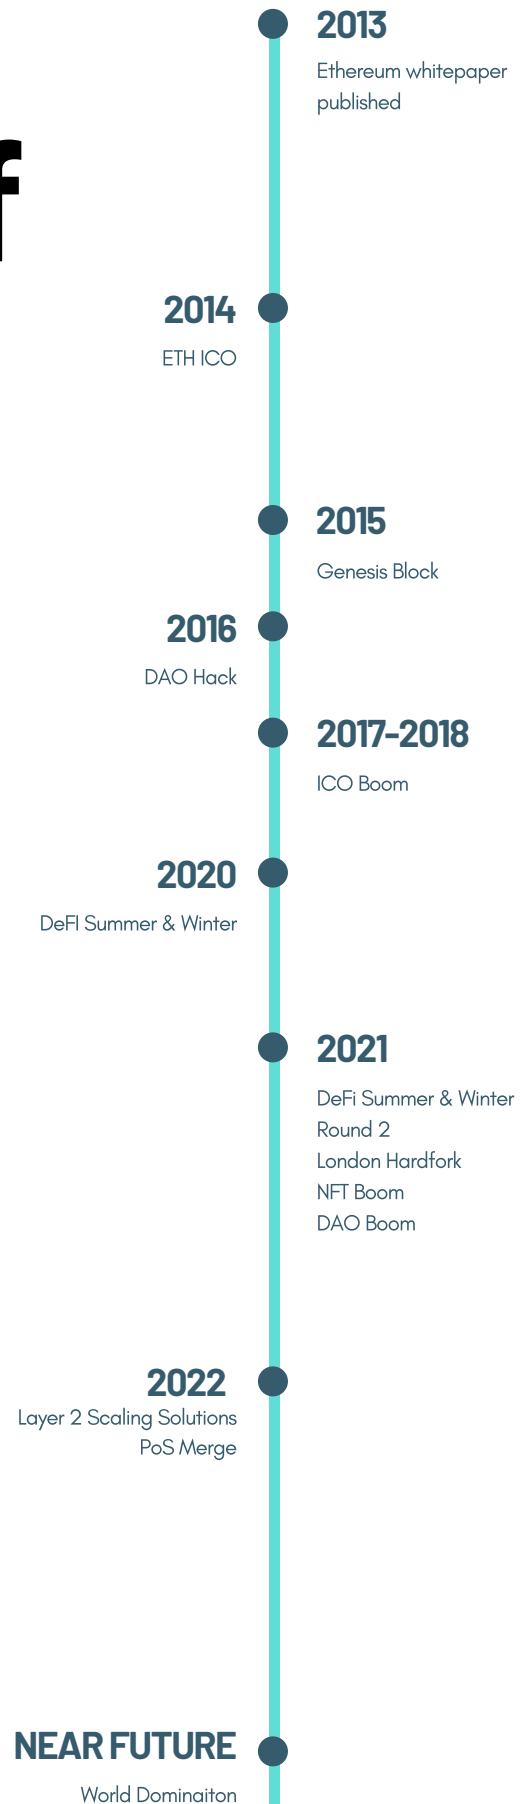 2013
Ethereum whitepaper
published
f
2014
ETH ICO
2015
Genesis Block
2016
DAO Hack
2017-2018
ICO Boom
2020
DeFI Summer & Winter
2021
DeFi Summer & Winter
Round 2
London Hardfork
NFT Boom
DAO Boom
2022
Layer 2 Scaling Solutions
PoS Merge
NEAR FUTURE
World Dominaiton